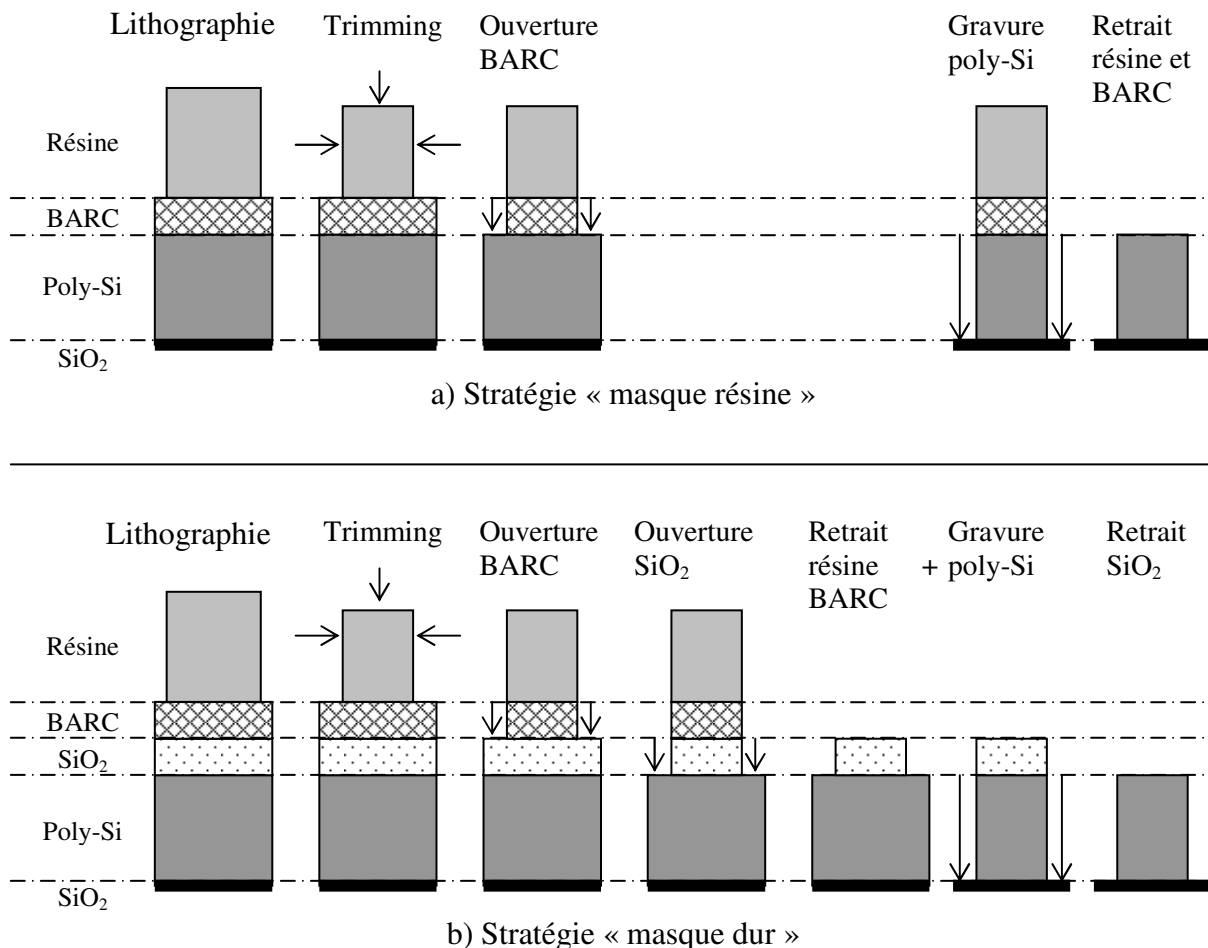 Lithographie
Trimming
Ouverture
BARC
Gravure
poly-Si
Retrait
résine et
BARC
Résine
BARC
Poly-Si
SiO₂
a) Stratégie « masque résine »
Lithographie
Trimming
Ouverture
BARC
Ouverture
SiO₂
Retrait
résine
BARC
+
Gravure
poly-Si
Retrait
SiO₂
Résine
BARC
SiO₂
Poly-Si
SiO₂
b) Stratégie « masque dur »